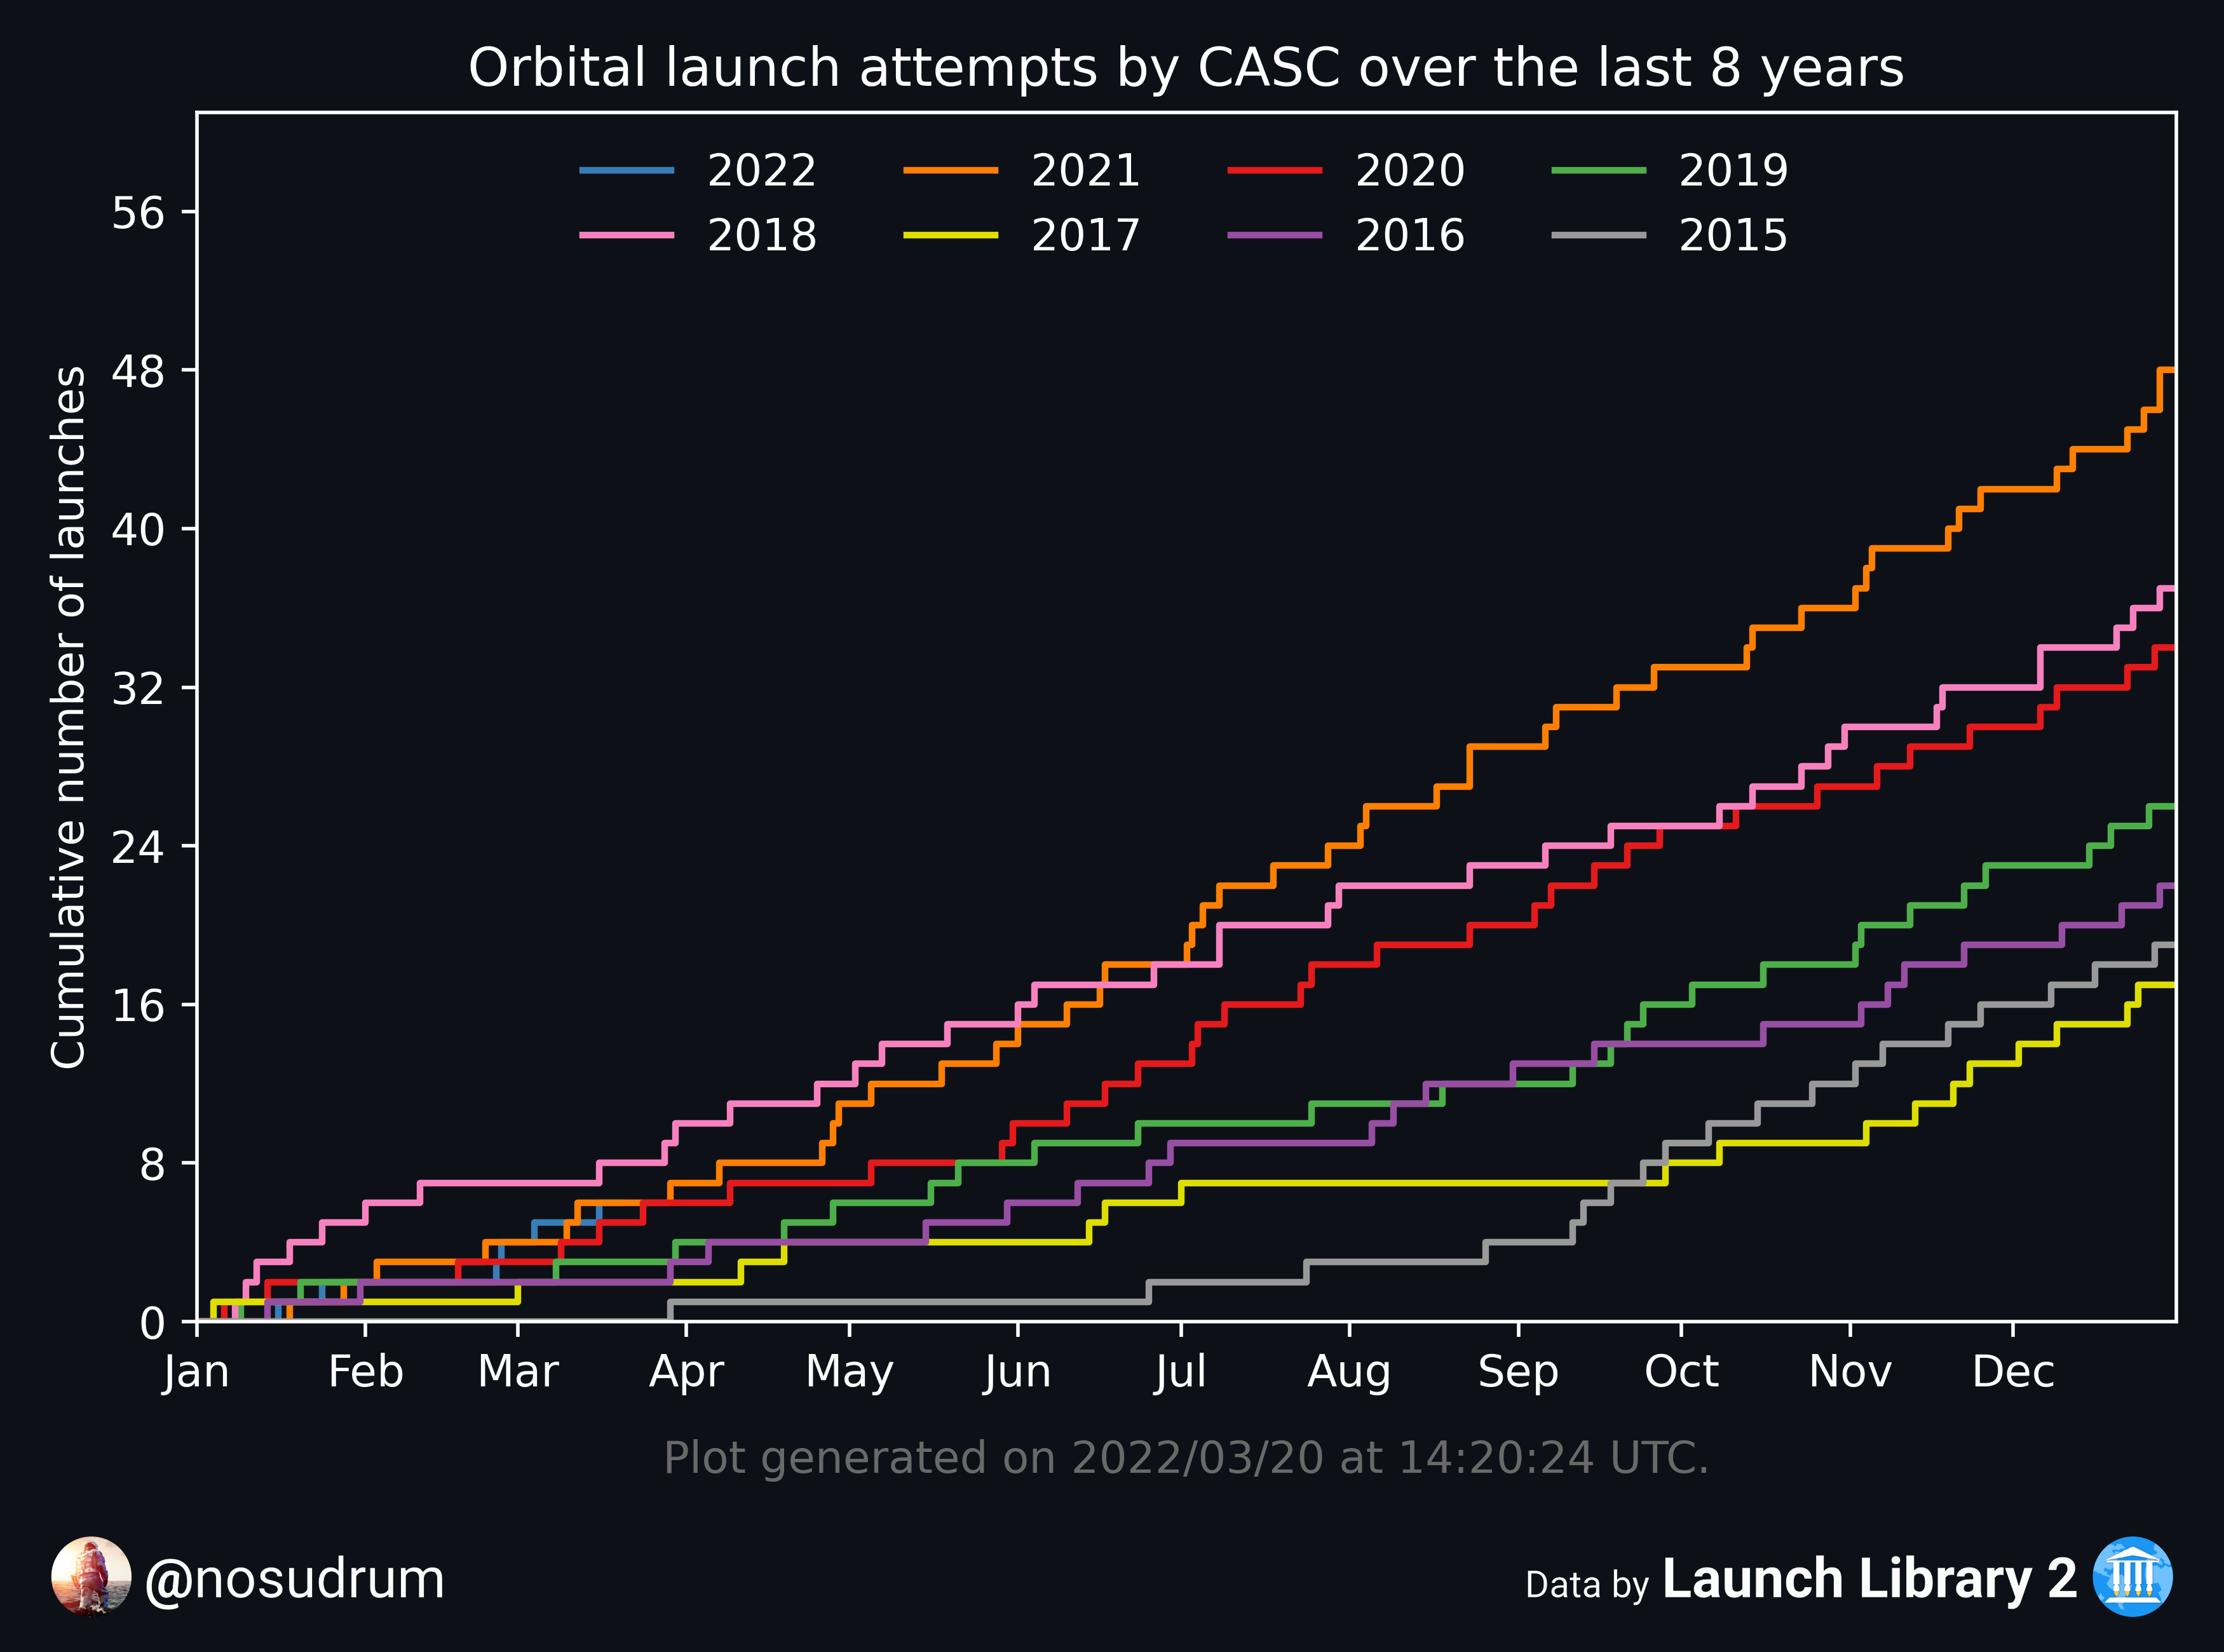 Orbital launch attempts by CASC over the last 8 years
2022 2021 2020 2019
2018 2017 2016 2015
Cumulative number of launches
56
48
40
32
24
16
8
0
Jan Feb Mar Apr May Jun Jul Aug Sep Oct Nov Dec
Plot generated on 2022/03/20 at 14:20:24 UTC.
@nosudrum
Data by Launch Library 2